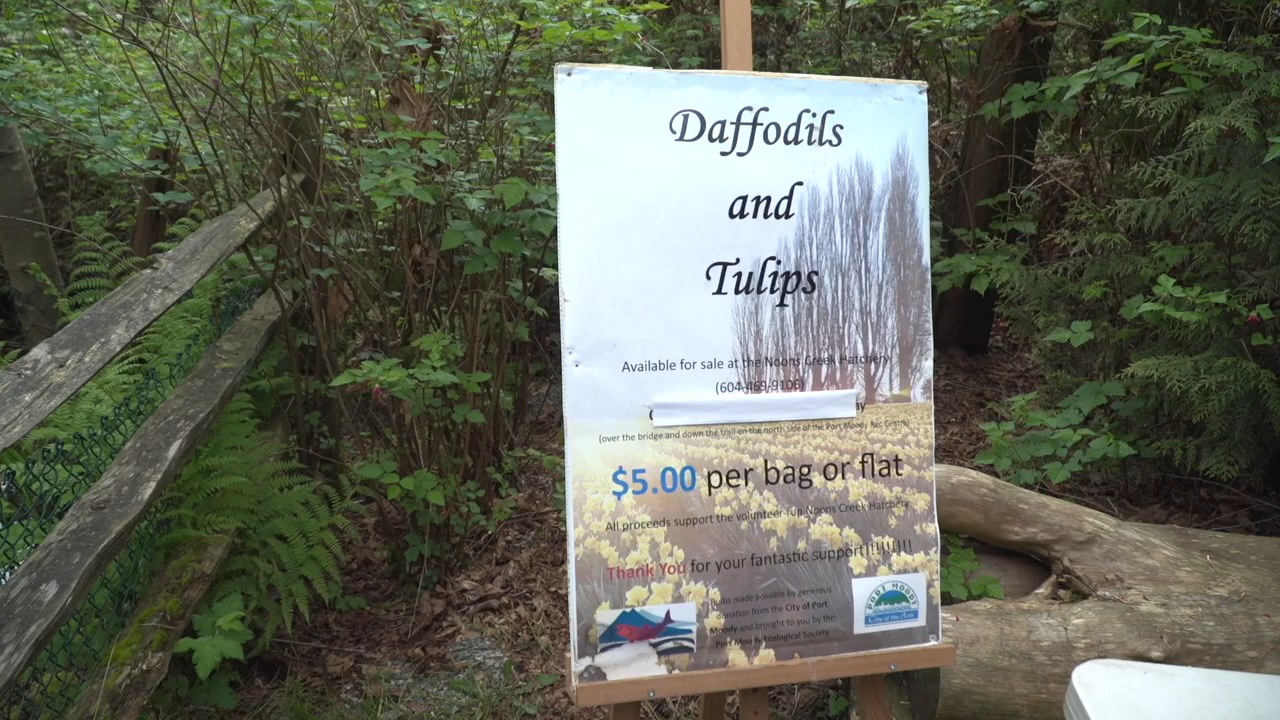 Daffodils
and
Tulips
Available for sale at the Noons Creek Hatchery
(604-469-9106)
(over the bridge and down the trail on the north side of the Port Moody Rec Centre)
$5.00 per bag or flat
All proceeds support the volunteer-run Noons Creek Hatchery
Thank You for your fantastic support!!!!!!!!!
Bulbs made possible by generous
donation from the City of Port
Moody and brought to you by the
Port Moody Ecological Society
PORT MOODY
City of the Arts